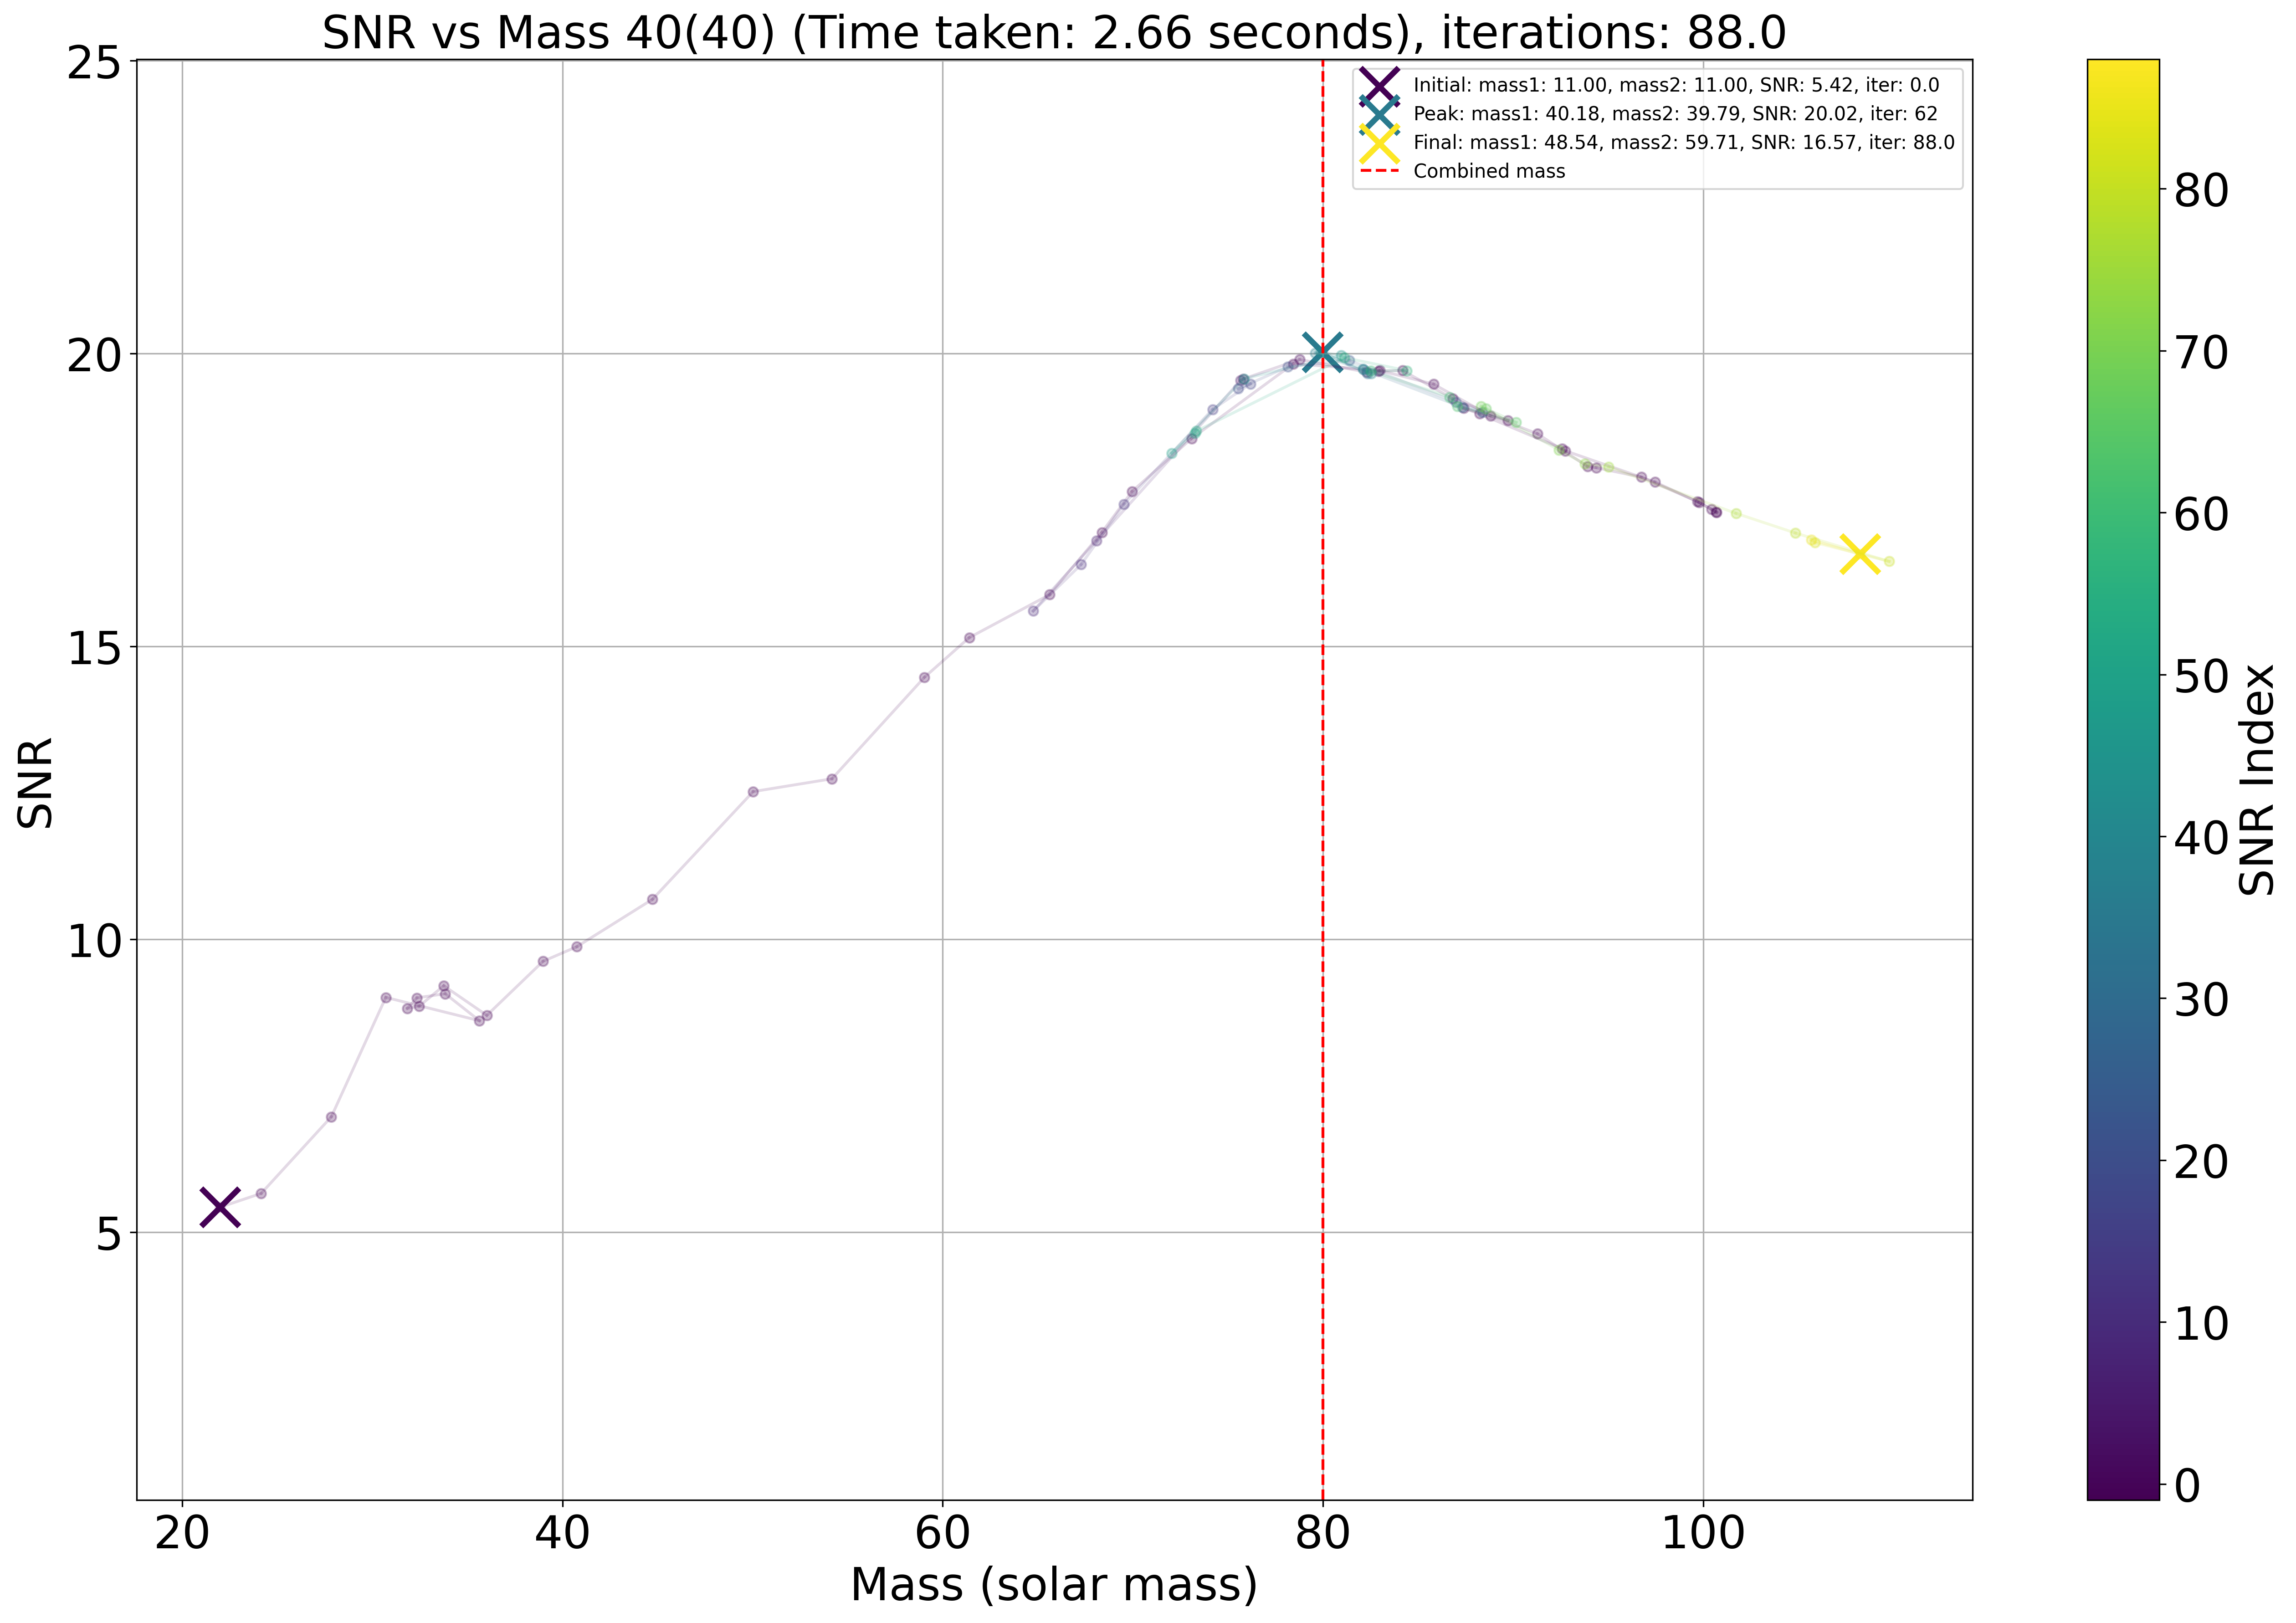 SNR vs Mass 40(40) (Time taken: 2.66 seconds), iterations: 88.0
25
20
15
10
5
SNR
Initial: mass1: 11.00, mass2: 11.00, SNR: 5.42, iter: 0.0
Peak: mass1: 40.18, mass2: 39.79, SNR: 20.02, iter: 62
Final: mass1: 48.54, mass2: 59.71, SNR: 16.57, iter: 88.0
Combined mass
20 40 60 80 100
Mass (solar mass)
80
70
60
50
40
30
20
10
0
SNR Index